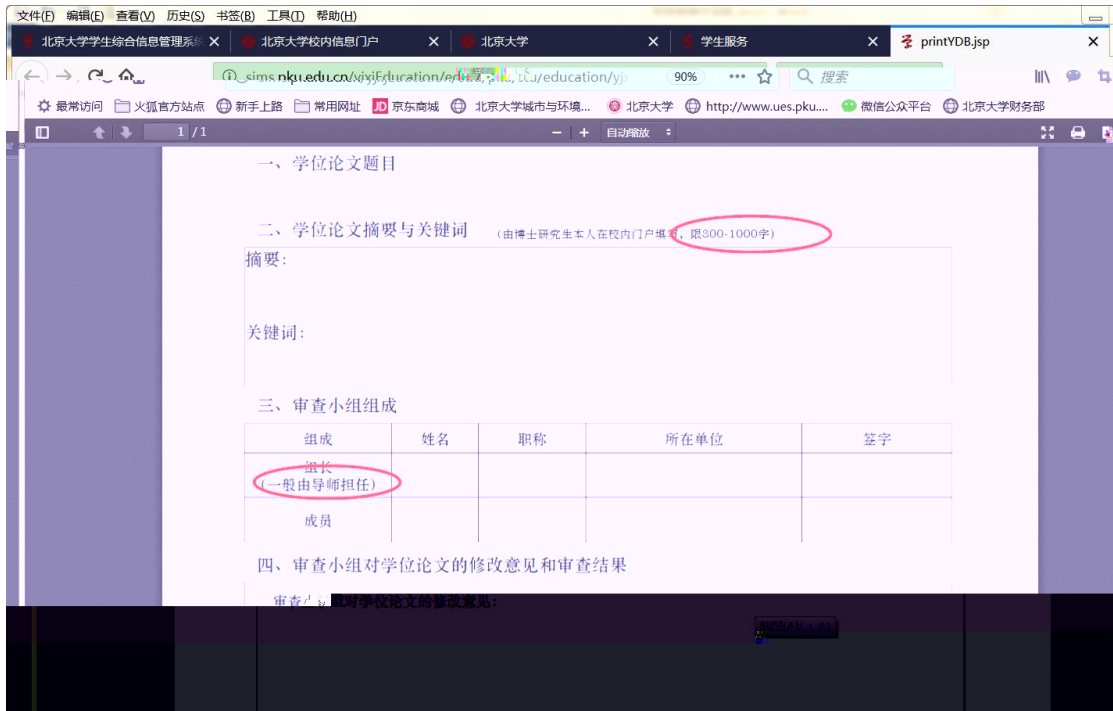 文件(F) 编辑(E) 查看(V) 历史(S) 书签(B) 工具(T) 帮助(H)
北京大学学生综合信息管理系统 北京大学校内信息门户 北京大学 学生服务 printYDB.jsp
90% 搜索
最常访问 火狐官方站点 新手上路 常用网址 JD 京东商城 北京大学城市与环境... 北京大学 http://www.ues.pku.... 微信公众平台 北京大学财务部
1 / 1 自动缩放
一、学位论文题目
二、学位论文摘要与关键词 (由博士研究生本人在校内门户填写,限800-1000字)
摘要:
关键词:
三、审查小组组成
组成 姓名 职称 所在单位 签字
组长
(一般由导师担任)
成员
四、审查小组对学位论文的修改意见和审查结果
审查小组对学位论文的修改意见: